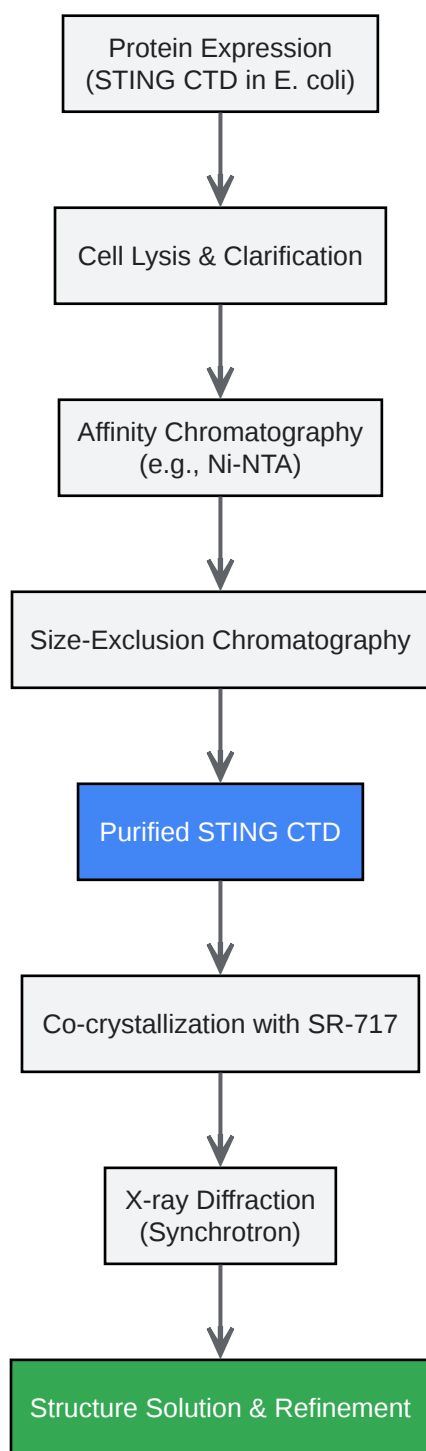 Protein Expression
(STING CTD in E. coli)
Cell Lysis & Clarification
Affinity Chromatography
(e.g., Ni-NTA)
Size-Exclusion Chromatography
Purified STING CTD
Co-crystallization with SR-717
X-ray Diffraction
(Synchrotron)
Structure Solution & Refinement